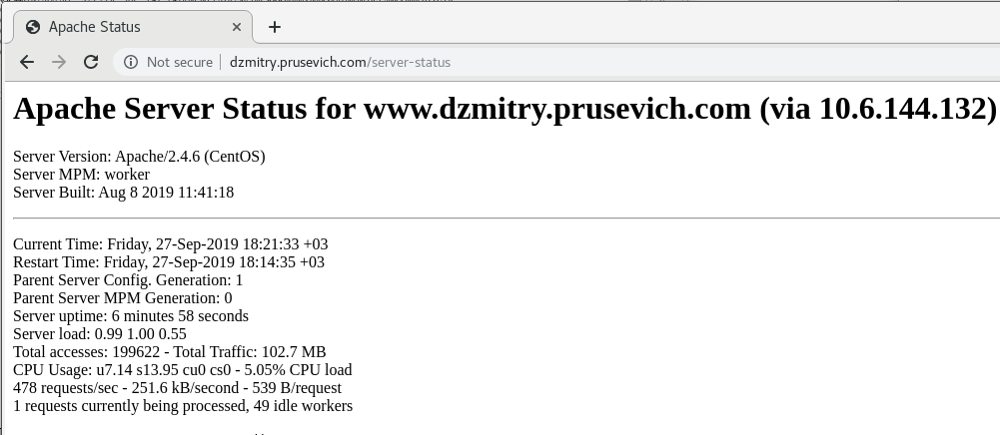 Apache Status
Not secure | dzmitry.prusevich.com/server-status
Apache Server Status for www.dzmitry.prusevich.com (via 10.6.144.132)
Server Version: Apache/2.4.6 (CentOS)
Server MPM: worker
Server Built: Aug 8 2019 11:41:18
Current Time: Friday, 27-Sep-2019 18:21:33 +03
Restart Time: Friday, 27-Sep-2019 18:14:35 +03
Parent Server Config. Generation: 1
Parent Server MPM Generation: 0
Server uptime: 6 minutes 58 seconds
Server load: 0.99 1.00 0.55
Total accesses: 199622 - Total Traffic: 102.7 MB
CPU Usage: u7.14 s13.95 cu0 cs0 - 5.05% CPU load
478 requests/sec - 251.6 kB/second - 539 B/request
1 requests currently being processed, 49 idle workers